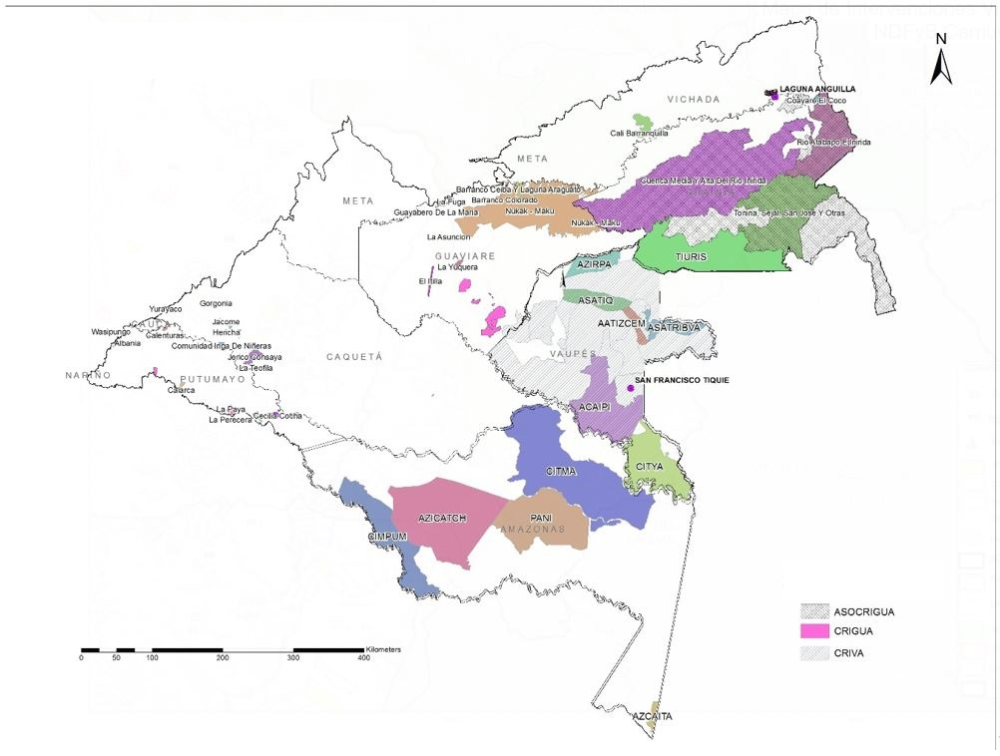 N
LAGUNA ANGUILLA
Coayare El Coco
VICHADA
Cali Barranquilla
Rio Atabapo E Inirida
META
Cuenca Media Y Alta Del Rio Inirida
Barranco Ceiba Y Laguna Araguato
META
La Fuga
Barranco Colorado
Guayabero De La Maria
Nukak - Maku
Tonina, Sejal, San Jose Y Otras
Nukak - Maku
La Asuncion
GUAVIARE
TIURIS
AZIRPA
La Yuquera
El Itilla
ASATIQ
Gorgonia
Yurayaco
Jacome
AATIZCEM
ASATRIBVA
Wasipungo
Calenturas
Hericha
Albania
Comunidad Inga De Niñeras
Jerico Consaya
CAQUETÁ
VAUPÉS
La Teofila
NARIÑO
PUTUMAYO
SAN FRANCISCO TIQUIE
Calarca
ACAIPI
La Paya
La Perecera
Cecilia Cocha
CITYA
CITMA
AZICATCH
PANI
AMAZONAS
CIMPUM
ASOCRIGUA
CRIGUA
CRIVA
Kilometers
0 50 100 200 300 400
AZCAITA